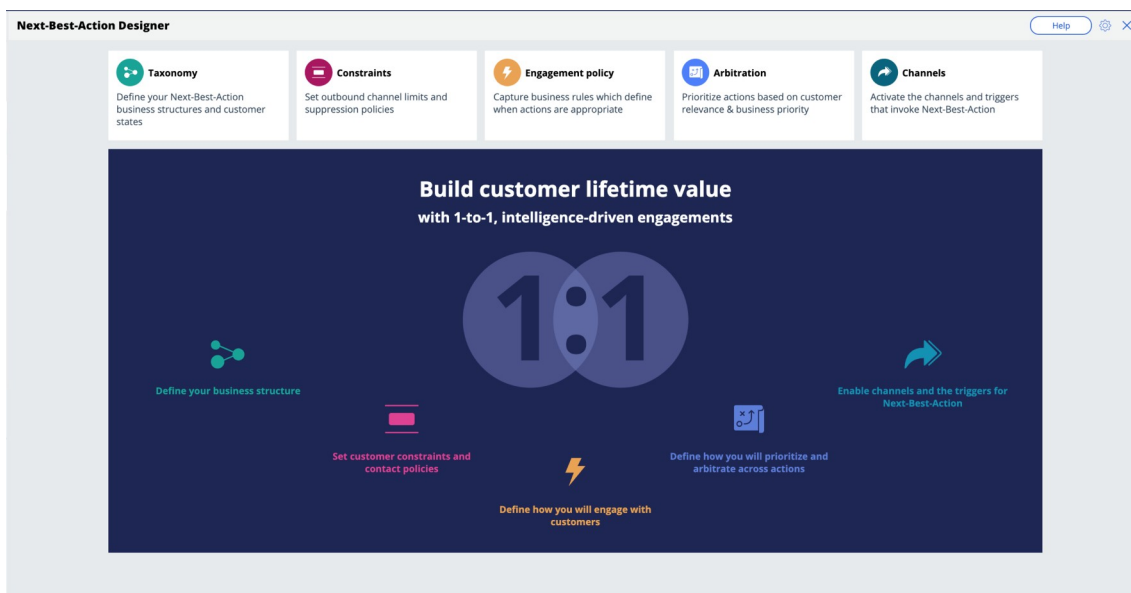 Next-Best-Action Designer
Help
Taxonomy
Define your Next-Best-Action
business structures and customer
states
Constraints
Set outbound channel limits and
suppression policies
Engagement policy
Capture business rules which define
when actions are appropriate
Arbitration
Prioritize actions based on customer
relevance & business priority
Channels
Activate the channels and triggers
that invoke Next-Best-Action
Build customer lifetime value
with 1-to-1, intelligence-driven engagements
1:1
Define your business structure
Enable channels and the triggers for
Next-Best-Action
Set customer constraints and
contact policies
Define how you will prioritize and
arbitrate across actions
Define how you will engage with
customers